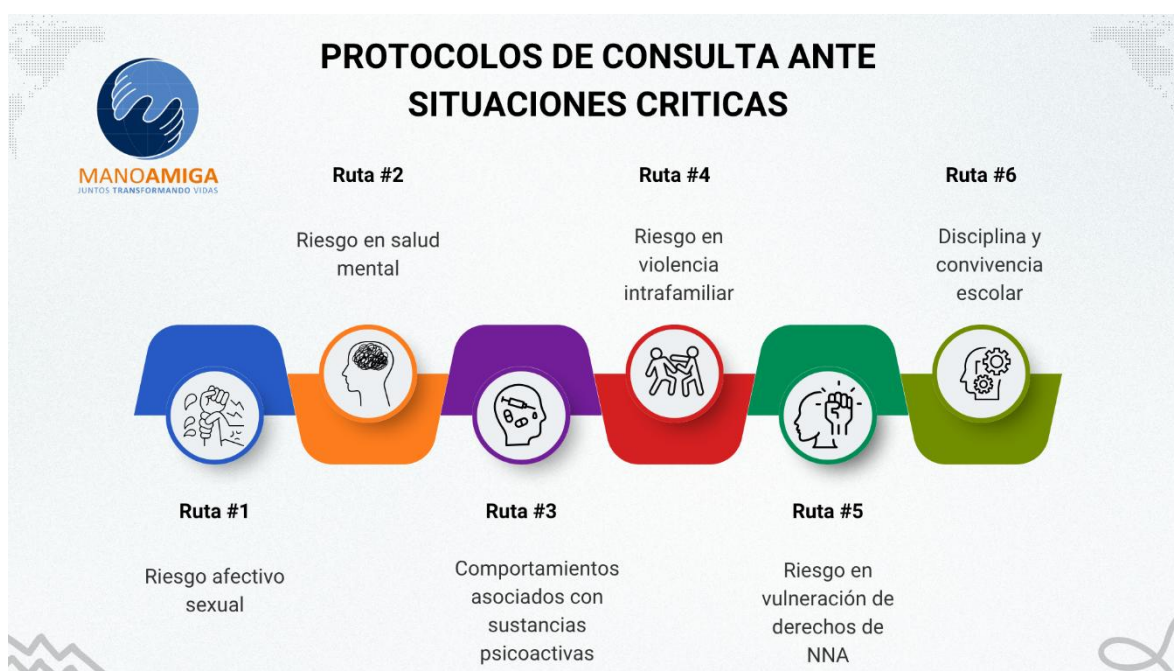 PROTOCOLOS DE CONSULTA ANTE
SITUACIONES CRITICAS
MANOAMIGA
JUNTOS TRANSFORMANDO VIDAS
Ruta #2
Riesgo en salud
mental
Ruta #4
Riesgo en
violencia
intrafamiliar
Ruta #6
Disciplina y
convivencia
escolar
Ruta #1
Riesgo afectivo
sexual
Ruta #3
Comportamientos
asociados con
sustancias
psicoactivas
Ruta #5
Riesgo en
vulneración de
derechos de
NNA